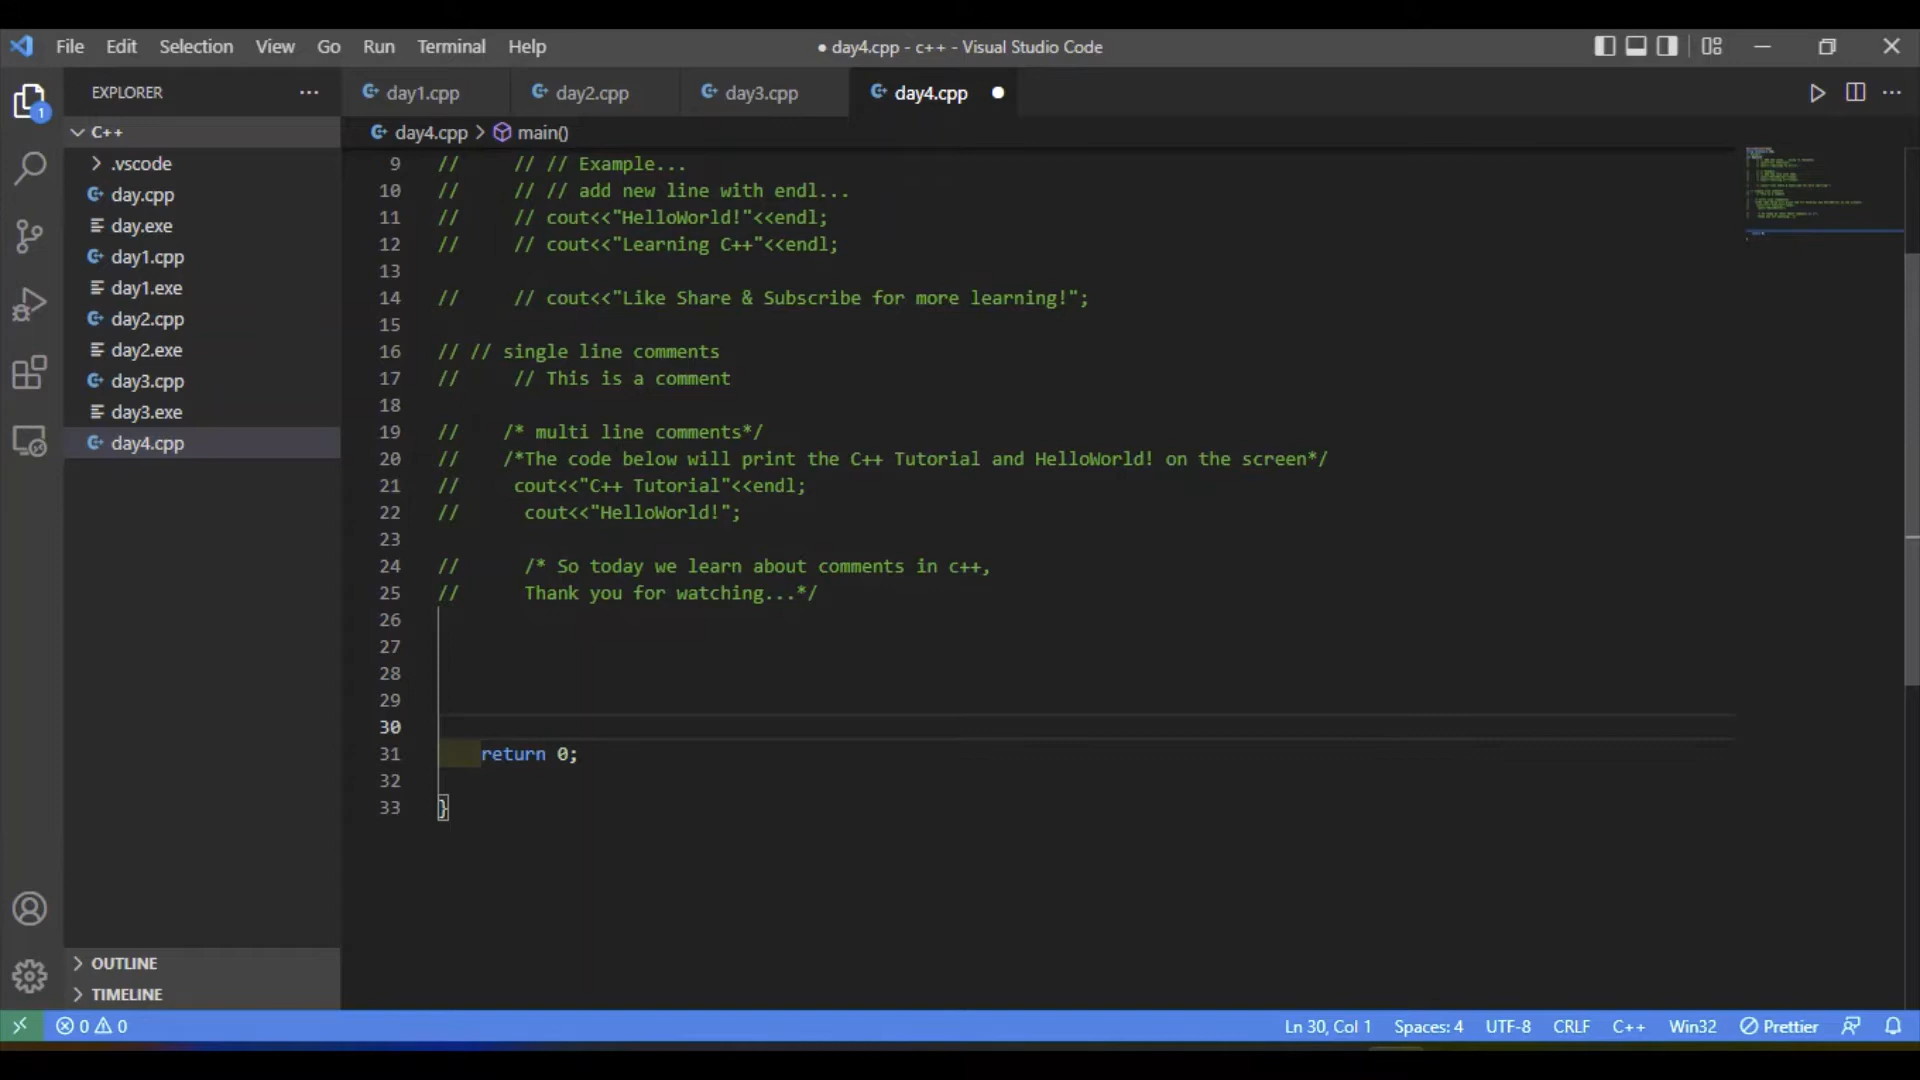 File Edit Selection View Go Run Terminal Help ● day4.cpp - c++ - Visual Studio Code
EXPLORER ...
day1.cpp day2.cpp day3.cpp day4.cpp
C++
day4.cpp > main()
.vscode
day.cpp
day.exe
day1.cpp
day1.exe
day2.cpp
day2.exe
day3.cpp
day3.exe
day4.cpp
OUTLINE
TIMELINE
1
9 // // // Example...
10 // // // add new line with endl...
11 // // cout<<"HelloWorld!"<<endl;
12 // // cout<<"Learning C++"<<endl;
13
14 // // cout<<"Like Share & Subscribe for more learning!";
15
16 // // single line comments
17 // // This is a comment
18
19 // /* multi line comments*/
20 // /*The code below will print the C++ Tutorial and HelloWorld! on the screen*/
21 // cout<<"C++ Tutorial"<<endl;
22 // cout<<"HelloWorld!";
23
24 // /* So today we learn about comments in c++,
25 // Thank you for watching...*/
26
27
28
29
30
31 return 0;
32
33 }
0 0 Ln 30, Col 1 Spaces: 4 UTF-8 CRLF C++ Win32 Prettier